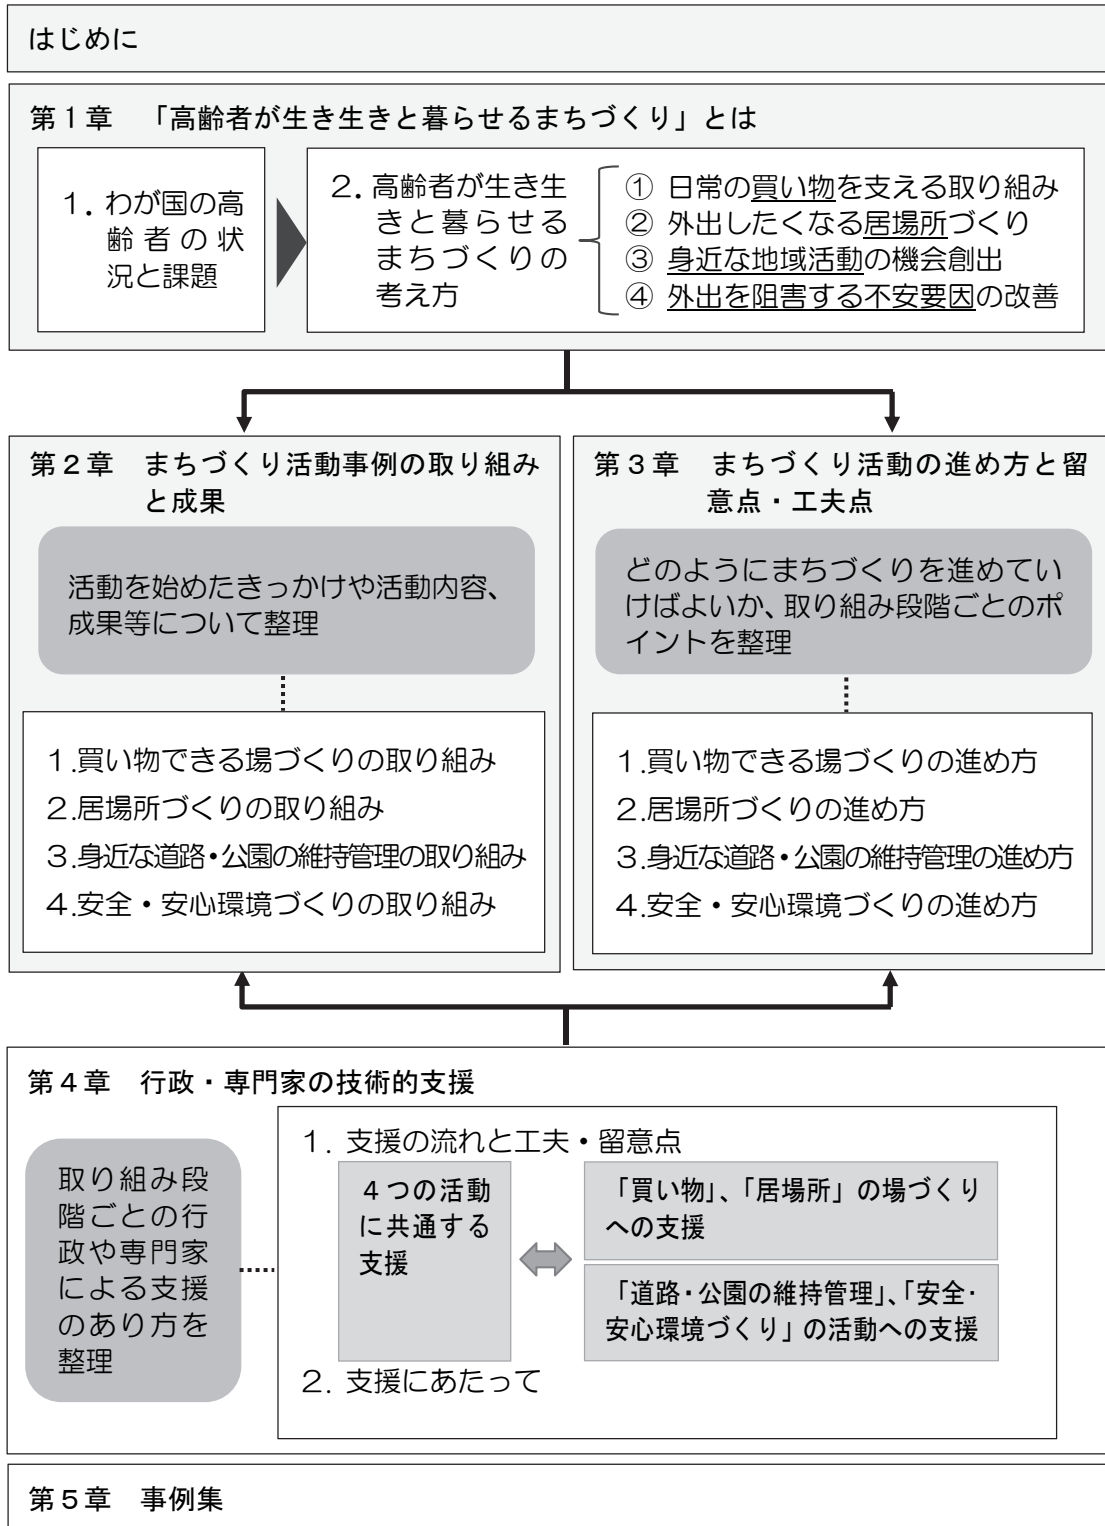 はじめに
第１章　「高齢者が生き生きと暮らせるまちづくり」とは
１．わが国の高
齢者の状
況と課題
２．高齢者が生き生
きと暮らせる
まちづくりの
考え方
① 日常の買い物を支える取り組み
② 外出したくなる居場所づくり
③ 身近な地域活動の機会創出
④ 外出を阻害する不安要因の改善
第２章　まちづくり活動事例の取り組み
と成果
活動を始めたきっかけや活動内容、
成果等について整理
１.買い物できる場づくりの取り組み
２.居場所づくりの取り組み
３.身近な道路・公園の維持管理の取り組み
４.安全・安心環境づくりの取り組み
第３章　まちづくり活動の進め方と留
意点・工夫点
どのようにまちづくりを進めてい
けばよいか、取り組み段階ごとのポ
イントを整理
１.買い物できる場づくりの進め方
２.居場所づくりの進め方
３.身近な道路・公園の維持管理の進め方
４.安全・安心環境づくりの進め方
第４章　行政・専門家の技術的支援
取り組み段
階ごとの行
政や専門家
による支援
のあり方を
整理
１．支援の流れと工夫・留意点
４つの活動
に共通する
支援
「買い物」、「居場所」の場づくり
への支援
「道路・公園の維持管理」、「安全・
安心環境づくり」の活動への支援
２．支援にあたって
第５章　事例集